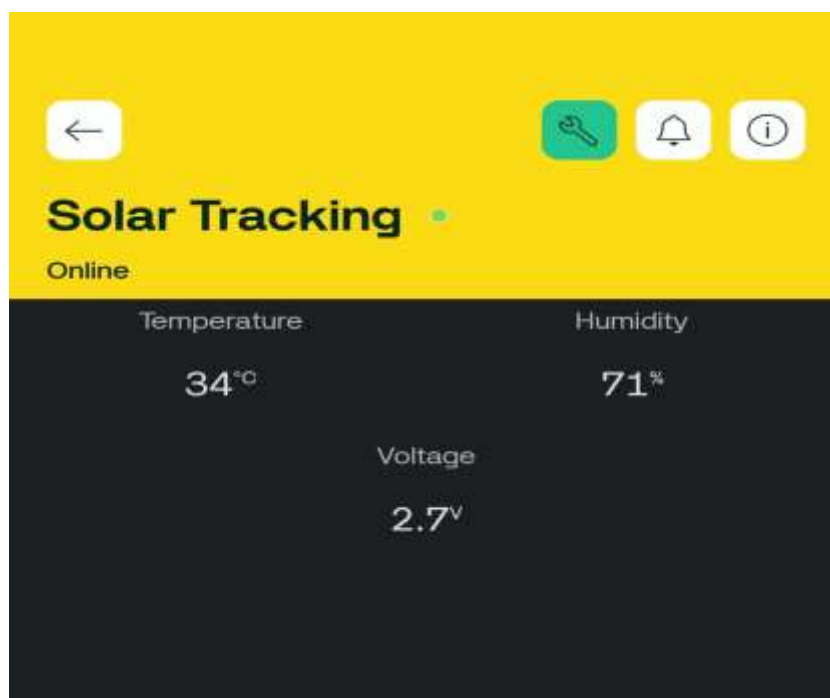 Solar Tracking
Online
Temperature Humidity
34°C 71%
Voltage
2.7V